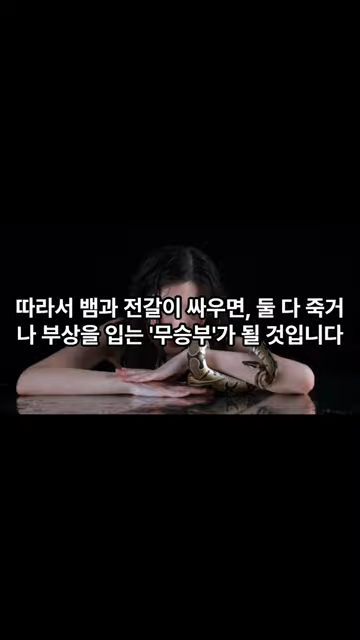 따라서 뱀과 전갈이 싸우면, 둘 다 죽거
나 부상을 입는 '무승부'가 될 것입니다